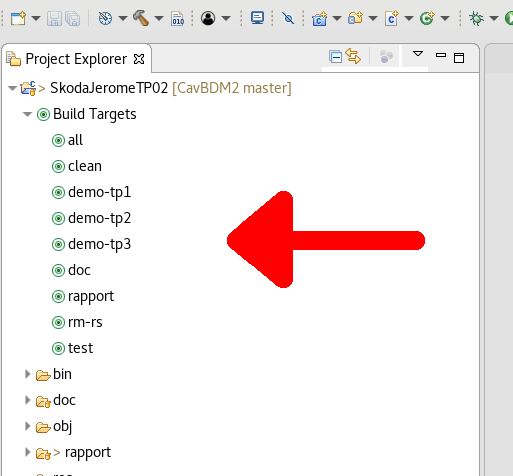 Project Explorer
> SkodaJeromeTP02 [CavBDM2 master]
Build Targets
all
clean
demo-tp1
demo-tp2
demo-tp3
doc
rapport
rm-rs
test
bin
doc
obj
> rapport